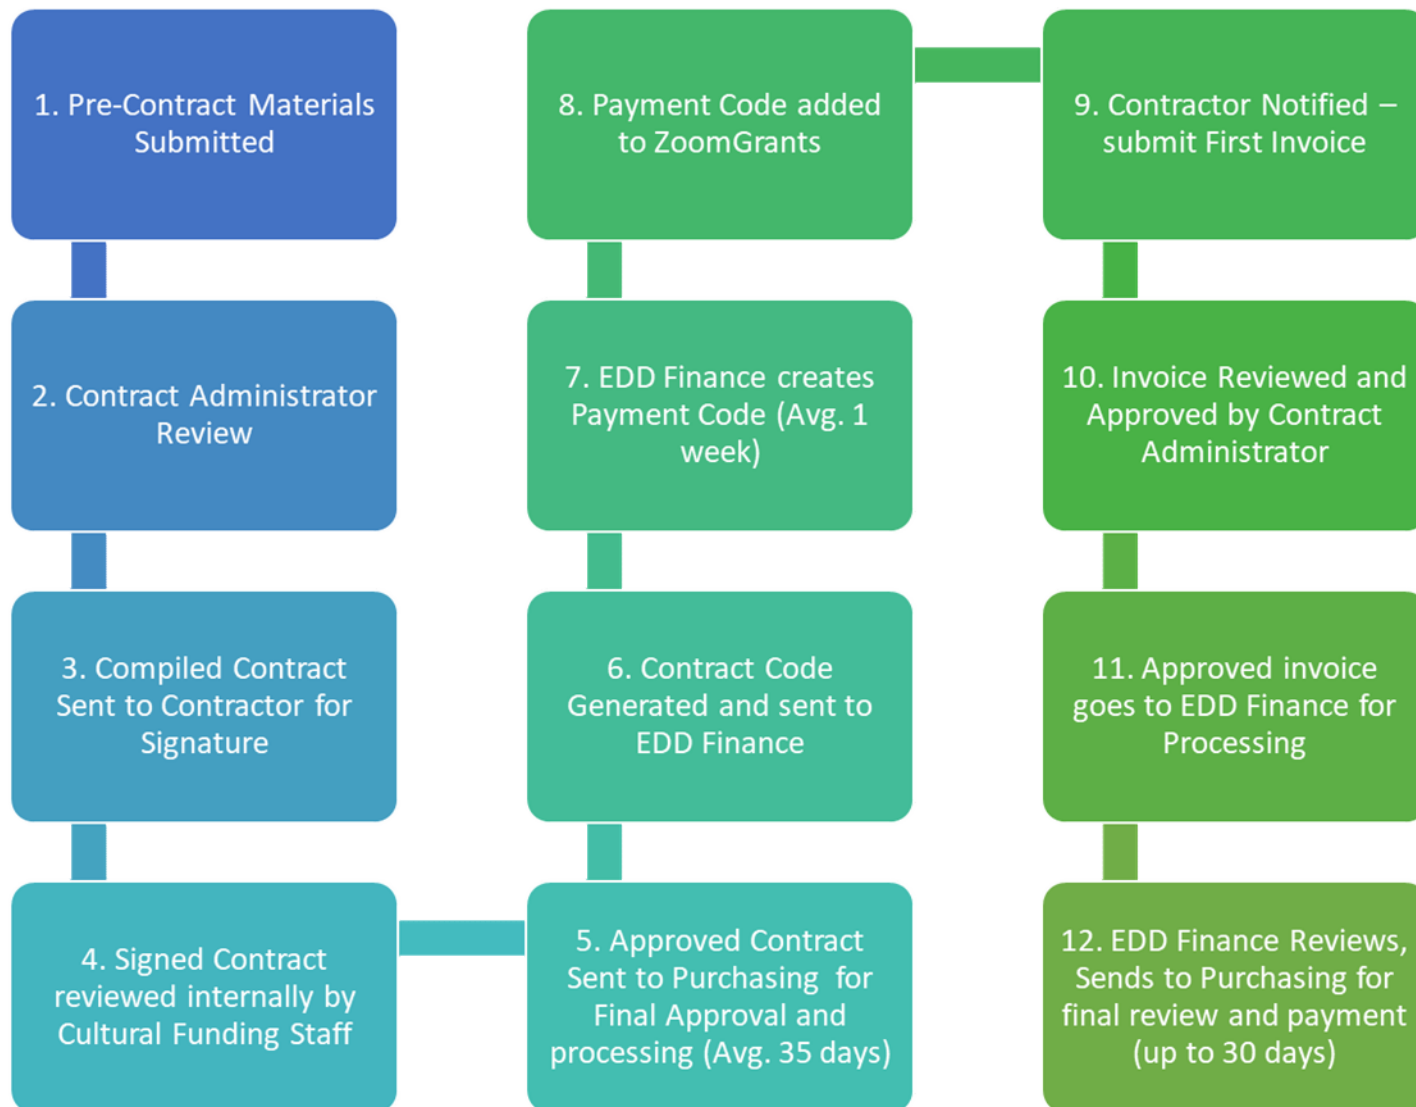 1. Pre-Contract Materials
Submitted
2. Contract Administrator
Review
3. Compiled Contract
Sent to Contractor for
Signature
4. Signed Contract
reviewed internally by
Cultural Funding Staff
5. Approved Contract
Sent to Purchasing for
Final Approval and
processing (Avg. 35 days)
6. Contract Code
Generated and sent to
EDD Finance
7. EDD Finance creates
Payment Code (Avg. 1
week)
8. Payment Code added
to ZoomGrants
9. Contractor Notified –
submit First Invoice
10. Invoice Reviewed and
Approved by Contract
Administrator
11. Approved invoice
goes to EDD Finance for
Processing
12. EDD Finance Reviews,
Sends to Purchasing for
final review and payment
(up to 30 days)